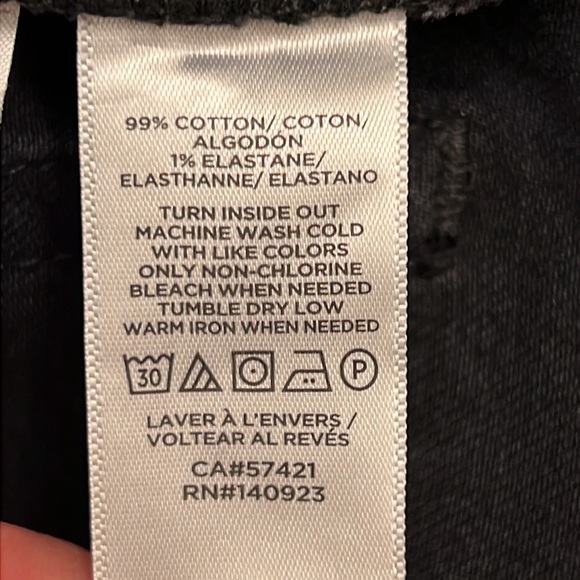 99% COTTON/ COTON/
ALGODÓN
1% ELASTANE/
ELASTHANNE/ ELASTANO
TURN INSIDE OUT
MACHINE WASH COLD
WITH LIKE COLORS
ONLY NON-CHLORINE
BLEACH WHEN NEEDED
TUMBLE DRY LOW
WARM IRON WHEN NEEDED
30 P
LAVER À L'ENVERS /
VOLTEAR AL REVÉS
CA#57421
RN#140923